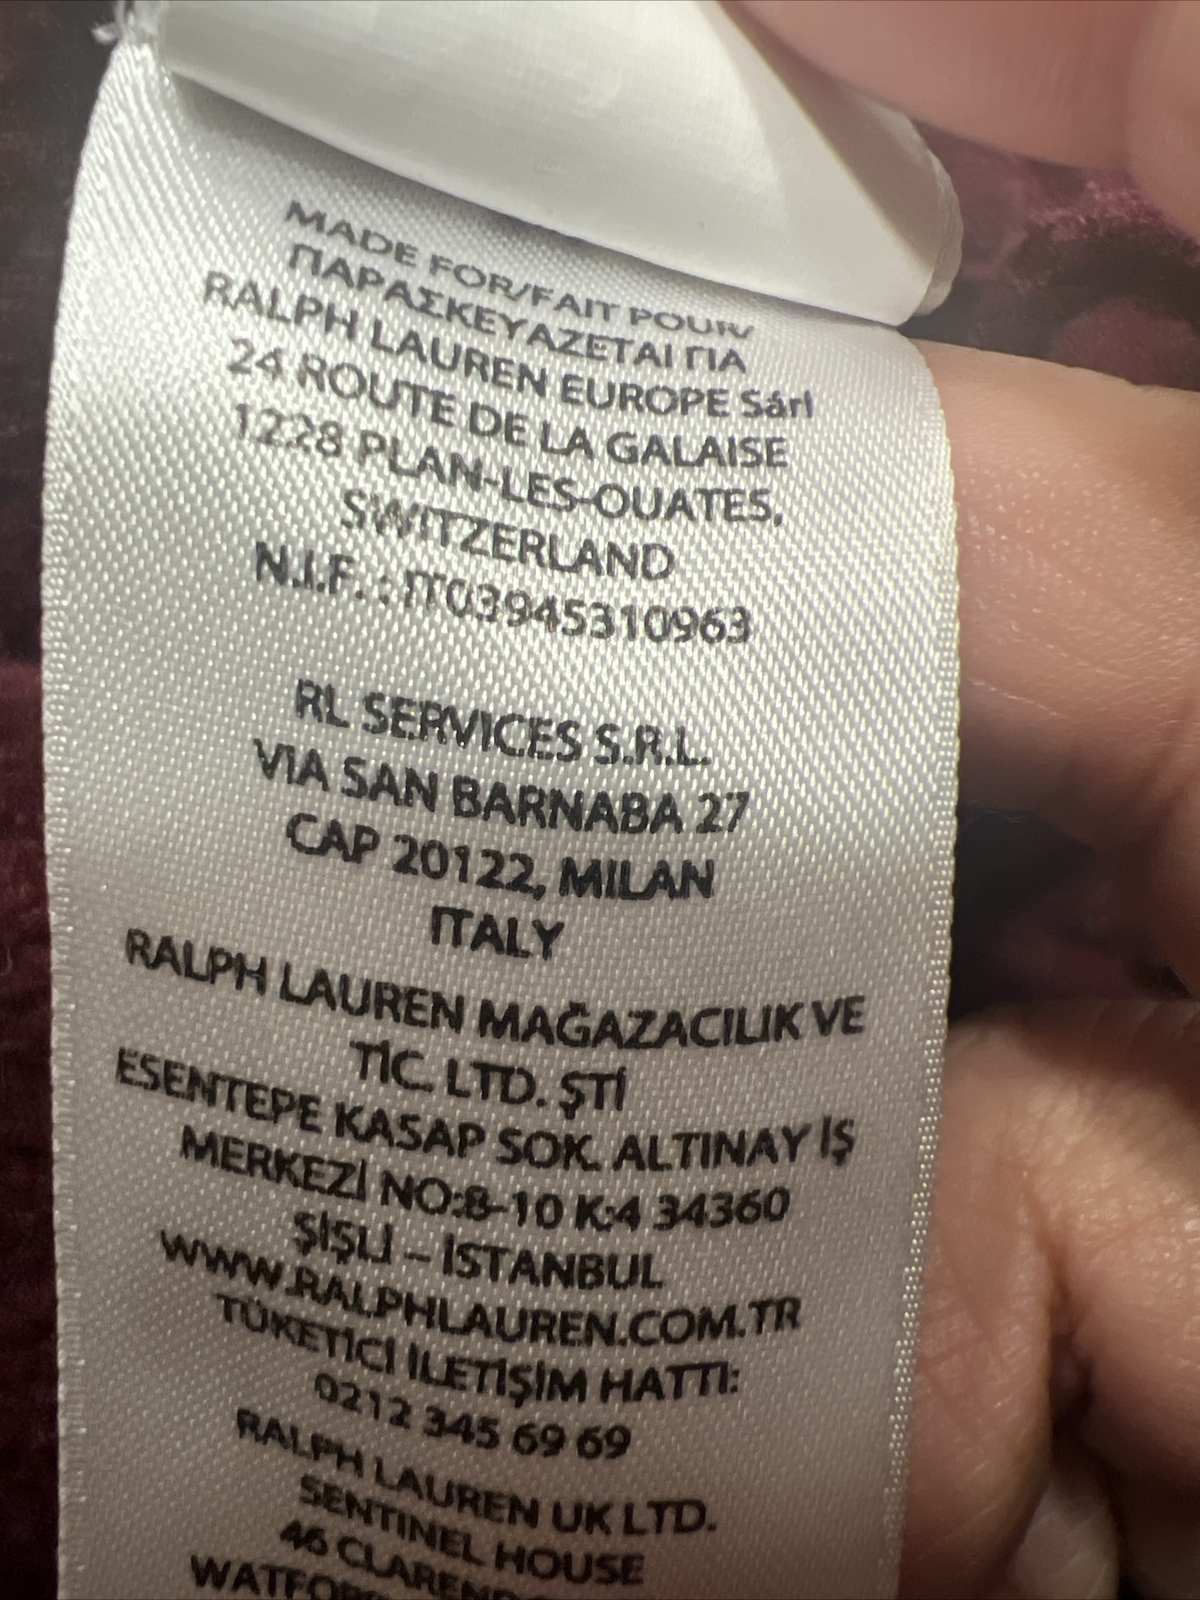 MADE FOR/FAIT POUR/
ΠΑΡΑΣΚΕΥΑΖΕΤΑΙ ΓΙΑ
RALPH LAUREN EUROPE Sárl
24 ROUTE DE LA GALAISE
1228 PLAN-LES-OUATES,
SWITZERLAND
N.I.F. : IT03945310963
RL SERVICES S.R.L.
VIA SAN BARNABA 27
CAP 20122, MILAN
ITALY
RALPH LAUREN MAĞAZACILIK VE
TİC. LTD. ŞTİ
ESENTEPE KASAP SOK. ALTINAY İŞ
MERKEZİ NO:8-10 K:4 34360
ŞİŞLİ – İSTANBUL
WWW.RALPHLAUREN.COM.TR
TÜKETİCİ İLETİŞİM HATTI:
0212 345 69 69
RALPH LAUREN UK LTD.
SENTINEL HOUSE
46